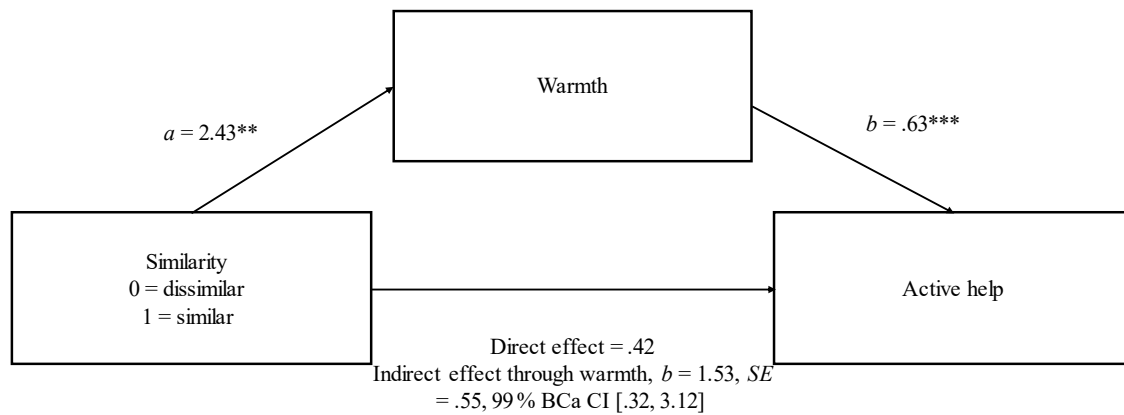 Warmth
a = 2.43**
b = .63***
Similarity
0 = dissimilar
1 = similar
Active help
Direct effect = .42
Indirect effect through warmth, b = 1.53, SE
= .55, 99% BCa CI [.32, 3.12]